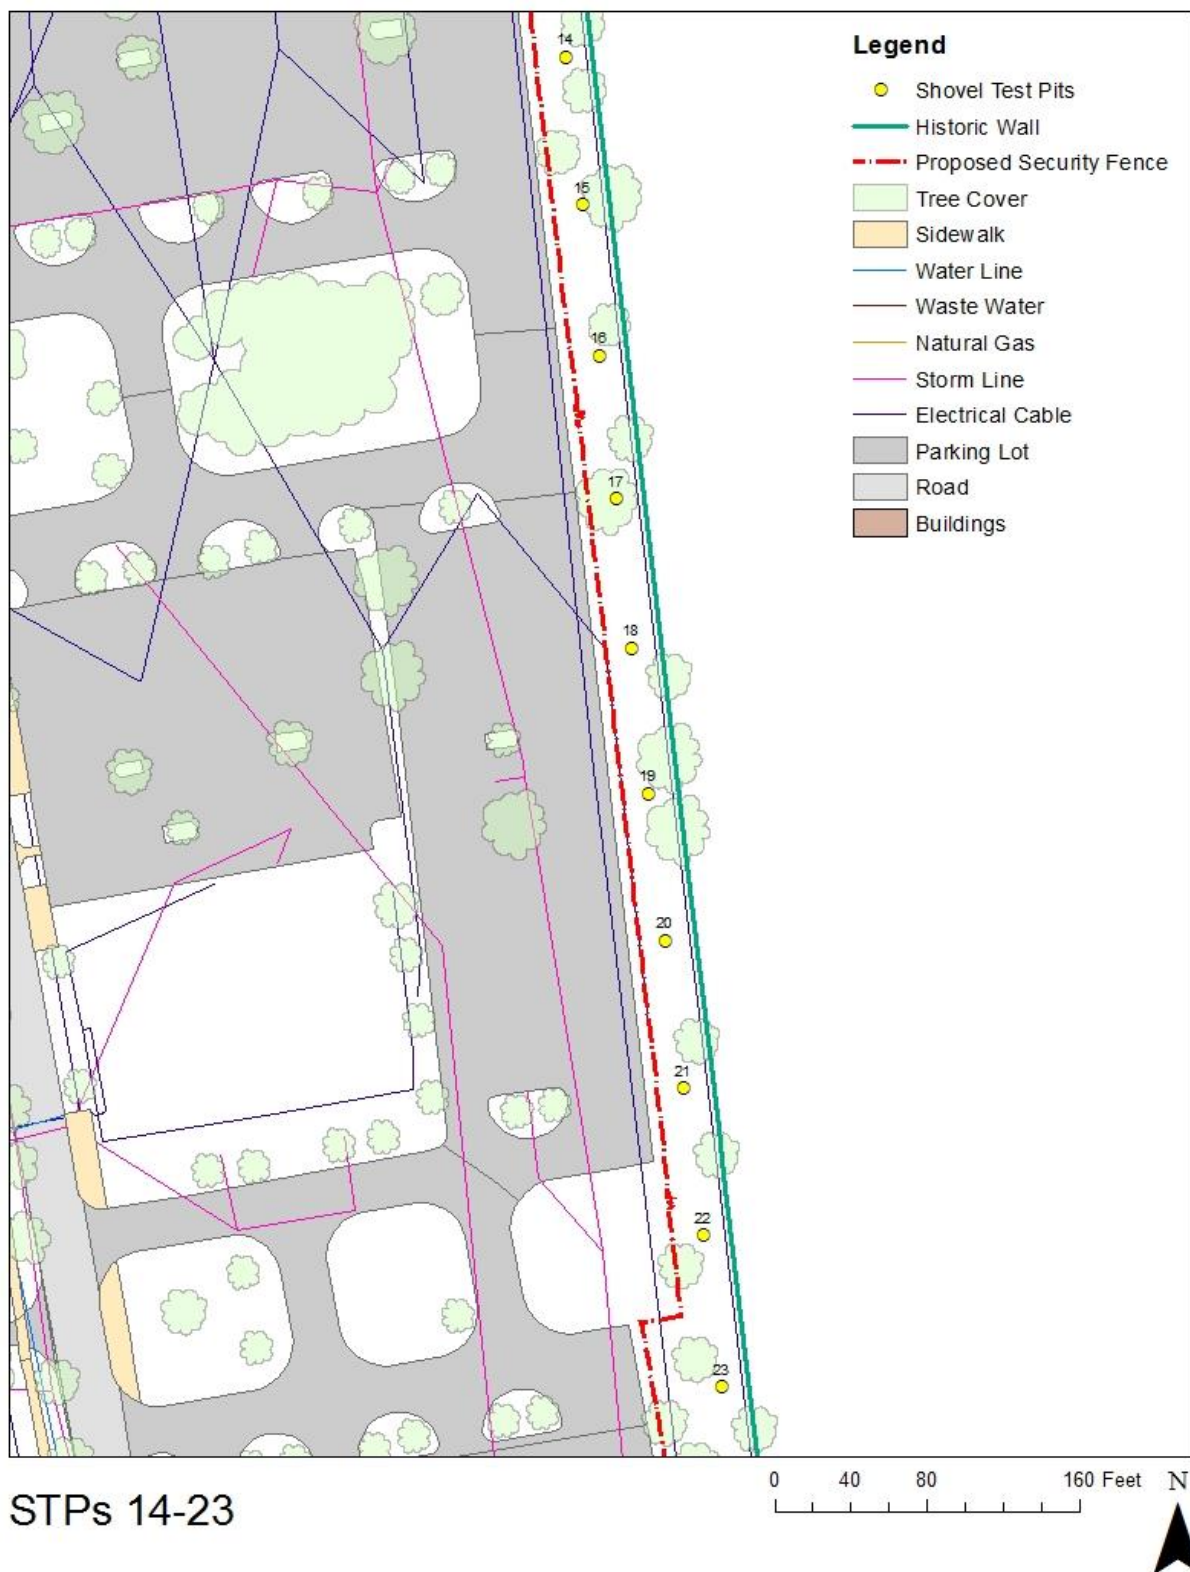 14
15
16
17
18
19
20
21
22
23
Legend
Shovel Test Pits
Historic Wall
Proposed Security Fence
Tree Cover
Sidewalk
Water Line
Waste Water
Natural Gas
Storm Line
Electrical Cable
Parking Lot
Road
Buildings
STPs 14-23
0 40 80 160 Feet
N